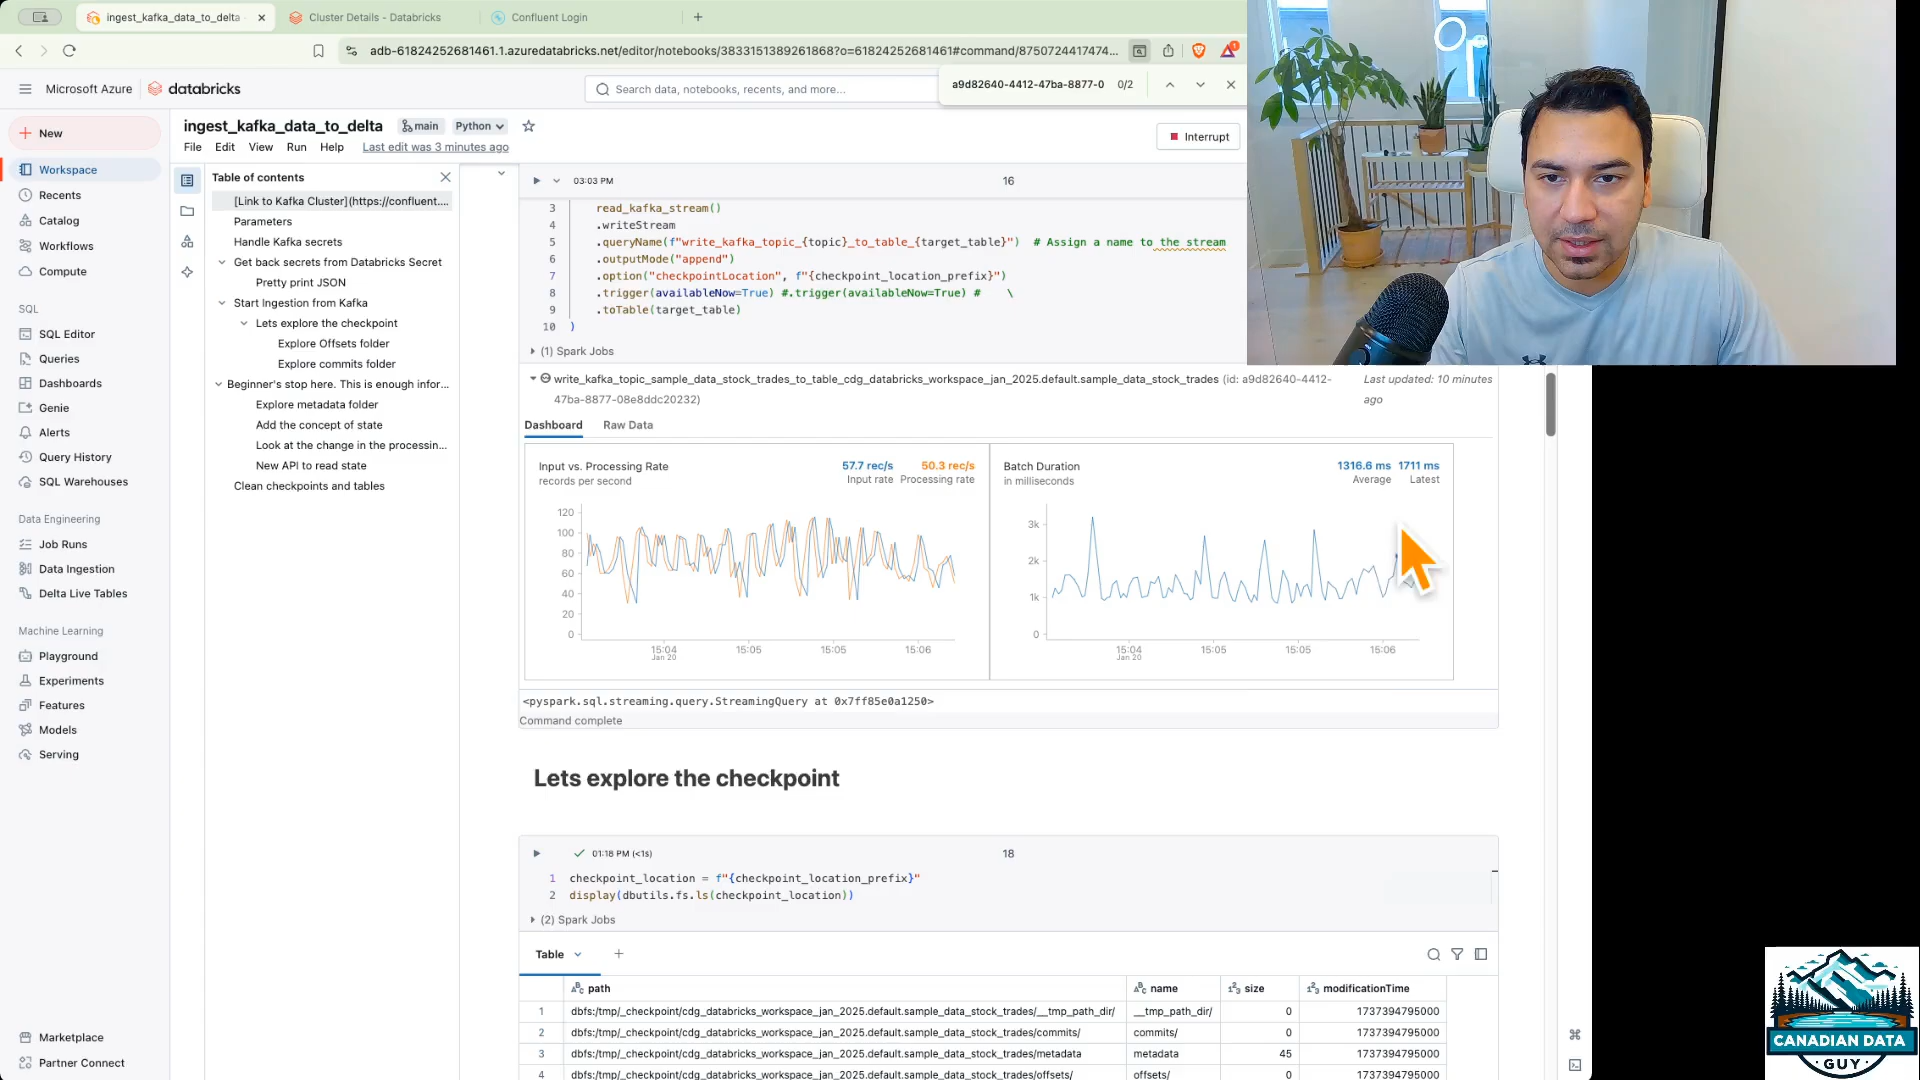 ingest_kafka_data_to_delta
Cluster Details - Databricks
Confluent Login
adb-61824252681461.1.azuredatabricks.net/editor/notebooks/3833151389261868?o=61824252681461#command/8750724417474...
1
a9d82640-4412-47ba-8877-0 0/2
Microsoft Azure databricks
Search data, notebooks, recents, and more...
New
Workspace
Recents
Catalog
Workflows
Compute
SQL
SQL Editor
Queries
Dashboards
Genie
Alerts
Query History
SQL Warehouses
Data Engineering
Job Runs
Data Ingestion
Delta Live Tables
Machine Learning
Playground
Experiments
Features
Models
Serving
Marketplace
Partner Connect
ingest_kafka_data_to_delta main Python
File Edit View Run Help Last edit was 3 minutes ago
Interrupt
Table of contents
[Link to Kafka Cluster](https://confluent....
Parameters
Handle Kafka secrets
Get back secrets from Databricks Secret
Pretty print JSON
Start Ingestion from Kafka
Lets explore the checkpoint
Explore Offsets folder
Explore commits folder
Beginner's stop here. This is enough infor...
Explore metadata folder
Add the concept of state
Look at the change in the processin...
New API to read state
Clean checkpoints and tables
03:03 PM 16
3 read_kafka_stream()
4 .writeStream
5 .queryName(f"write_kafka_topic_{topic}_to_table_{target_table}") # Assign a name to the stream
6 .outputMode("append")
7 .option("checkpointLocation", f"{checkpoint_location_prefix}")
8 .trigger(availableNow=True) #.trigger(availableNow=True) # \
9 .toTable(target_table)
10 )
(1) Spark Jobs
write_kafka_topic_sample_data_stock_trades_to_table_cdg_databricks_workspace_jan_2025.default.sample_data_stock_trades (id: a9d82640-4412-
47ba-8877-08e8ddc20232)
Last updated: 10 minutes
ago
Dashboard Raw Data
Input vs. Processing Rate
records per second
57.7 rec/s 50.3 rec/s
Input rate Processing rate
120
100
80
60
40
20
0
15:04 15:05 15:05 15:06
Jan 20
Batch Duration
in milliseconds
1316.6 ms 1711 ms
Average Latest
3k
2k
1k
0
15:04 15:05 15:05 15:06
Jan 20
<pyspark.sql.streaming.query.StreamingQuery at 0x7ff85e0a1250>
Command complete
Lets explore the checkpoint
01:18 PM (<1s) 18
1 checkpoint_location = f"{checkpoint_location_prefix}"
2 display(dbutils.fs.ls(checkpoint_location))
(2) Spark Jobs
Table
path name size modificationTime
1 dbfs:/tmp/_checkpoint/cdg_databricks_workspace_jan_2025.default.sample_data_stock_trades/__tmp_path_dir/ __tmp_path_dir/ 0 1737394795000
2 dbfs:/tmp/_checkpoint/cdg_databricks_workspace_jan_2025.default.sample_data_stock_trades/commits/ commits/ 0 1737394795000
3 dbfs:/tmp/_checkpoint/cdg_databricks_workspace_jan_2025.default.sample_data_stock_trades/metadata metadata 45 1737394795000
4 dbfs:/tmp/_checkpoint/cdg_databricks_workspace_jan_2025.default.sample_data_stock_trades/offsets/ offsets/ 0 1737394795000
CANADIAN DATA
GUY